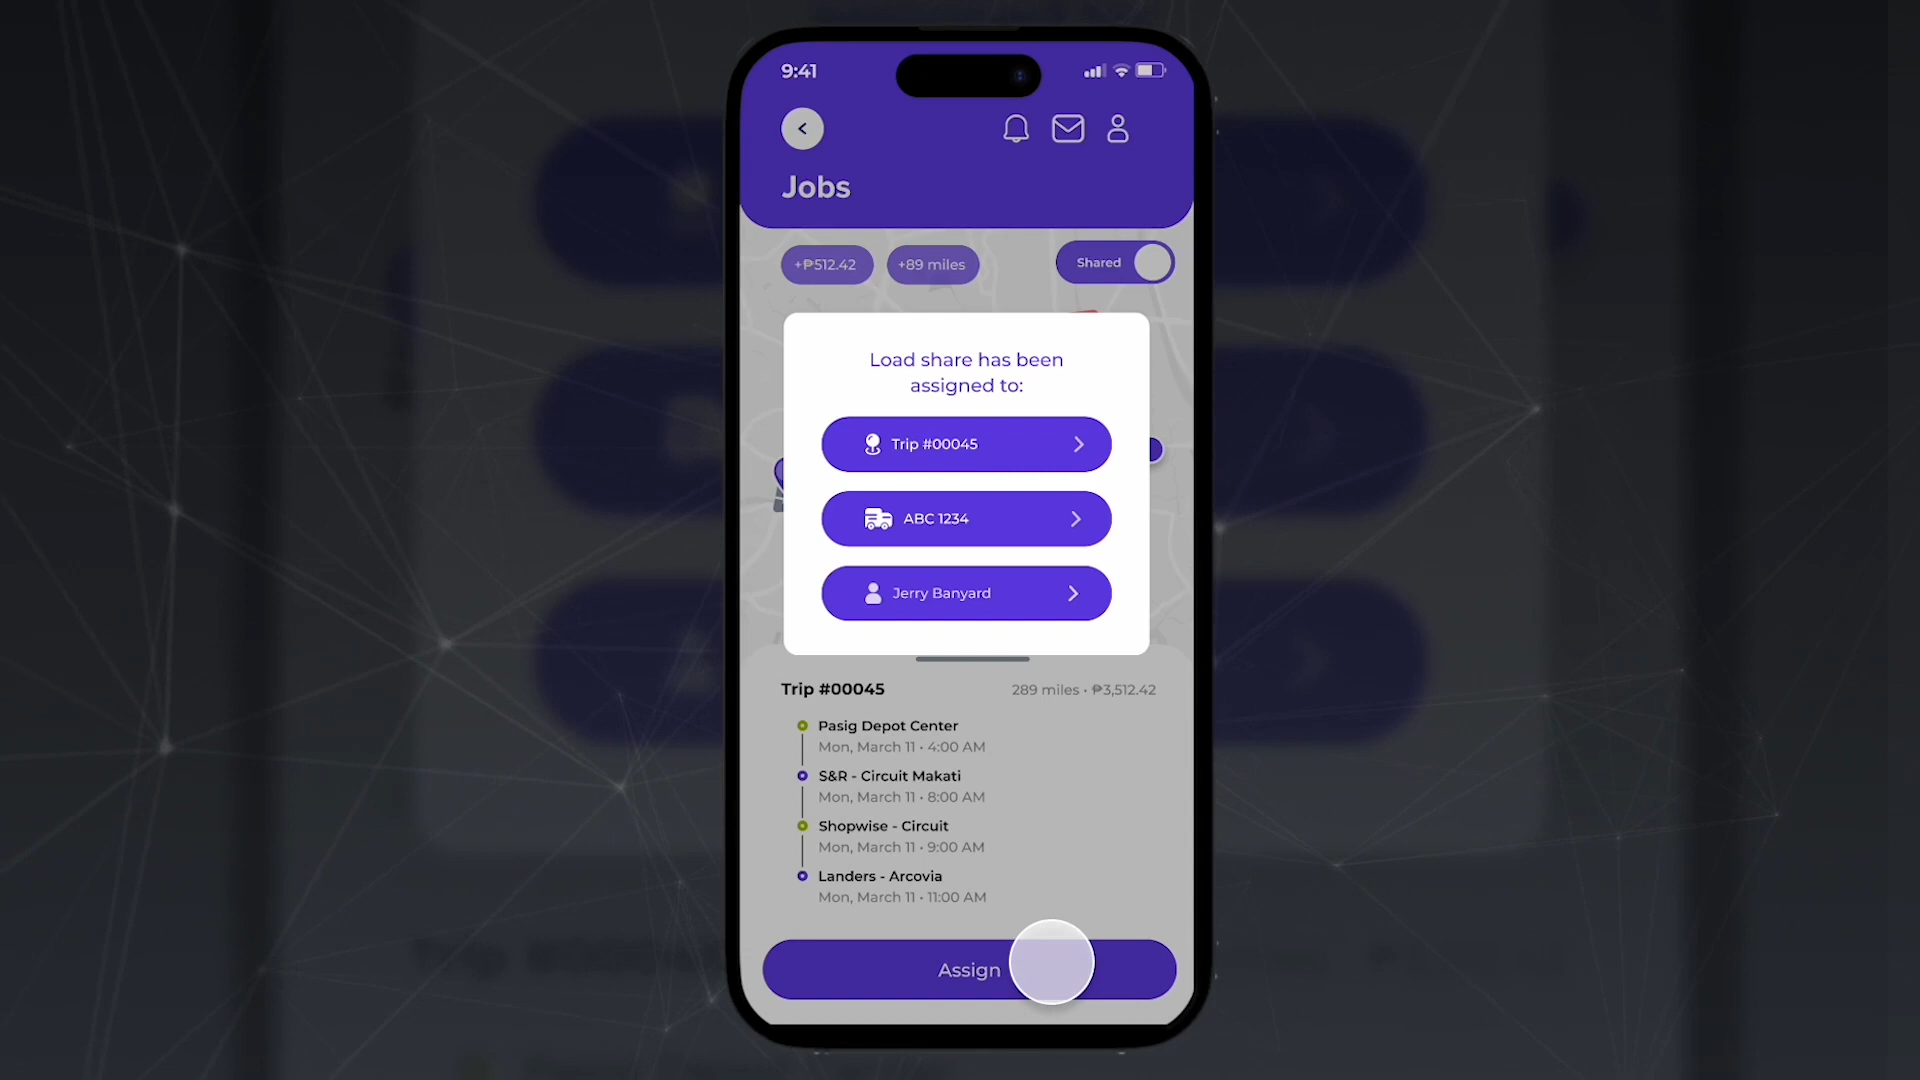 9:41
Jobs
+₱512.42
+89 miles
Shared
Load share has been
assigned to:
Trip #00045
ABC 1234
Jerry Banyard
Trip #00045
289 miles • ₱3,512.42
Pasig Depot Center
Mon, March 11 • 4:00 AM
S&R - Circuit Makati
Mon, March 11 • 8:00 AM
Shopwise - Circuit
Mon, March 11 • 9:00 AM
Landers - Arcovia
Mon, March 11 • 11:00 AM
Assign